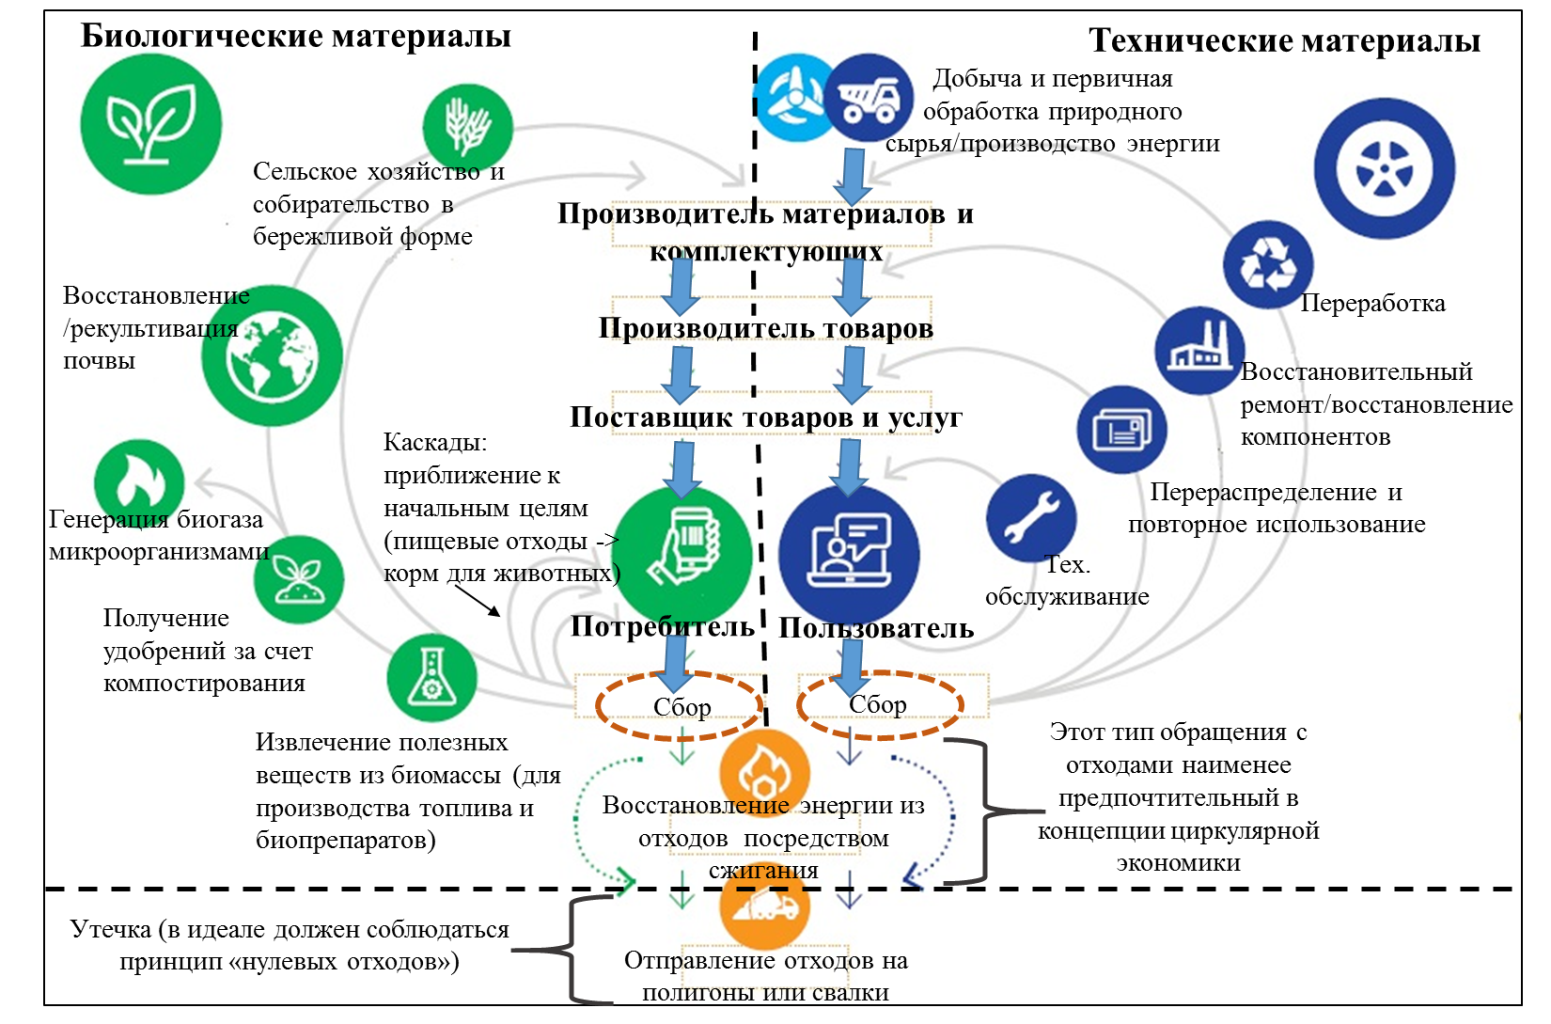 Биологические материалы
Технические материалы
Добыча и первичная
обработка природного
сырья/производство энергии
Сельское хозяйство и
собирательство в
бережливой форме
Производитель материалов и
комплектующих
Восстановление
/рекультивация
почвы
Переработка
Производитель товаров
Восстановительный
ремонт/восстановление
компонентов
Поставщик товаров и услуг
Каскады:
приближение к
начальным целям
(пищевые отходы ->
корм для животных)
Перераспределение и
повторное использование
Генерация биогаза
микроорганизмами
Тех.
обслуживание
Получение
удобрений за счет
компостирования
Потребитель
Пользователь
Сбор
Сбор
Извлечение полезных
веществ из биомассы (для
производства топлива и
биопрепаратов)
Этот тип обращения с
отходами наименее
предпочтительный в
концепции циркулярной
экономики
Восстановление энергии из
отходов посредством
сжигания
Утечка (в идеале должен соблюдаться
принцип «нулевых отходов»)
Отправление отходов на
полигоны или свалки